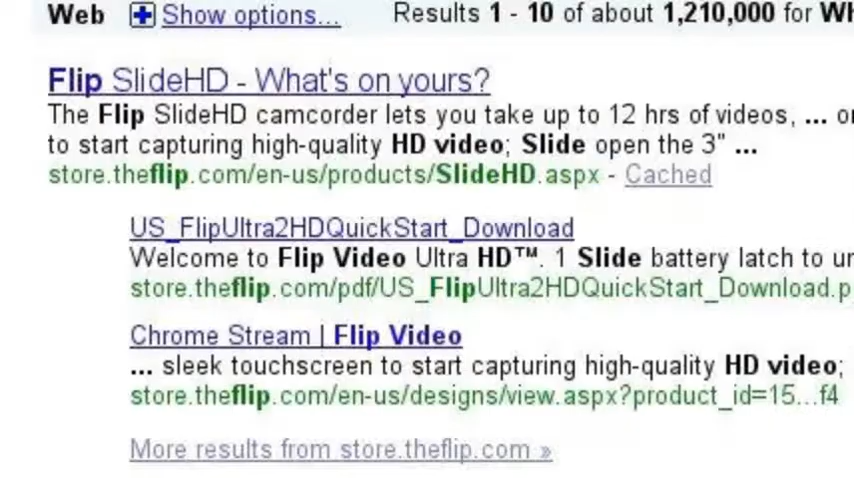 Web Show options... Results 1 - 10 of about 1,210,000 for
Flip SlideHD - What's on yours?
The Flip SlideHD camcorder lets you take up to 12 hrs of videos, ...
to start capturing high-quality HD video; Slide open the 3" ...
store.theflip.com/en-us/products/SlideHD.aspx - Cached
US_FlipUltra2HDQuickStart_Download
Welcome to Flip Video Ultra HD™. 1 Slide battery latch to
store.theflip.com/pdf/US_FlipUltra2HDQuickStart_Download.p
Chrome Stream | Flip Video
... sleek touchscreen to start capturing high-quality HD video;
store.theflip.com/en-us/designs/view.aspx?product_id=15...f4
More results from store.theflip.com »